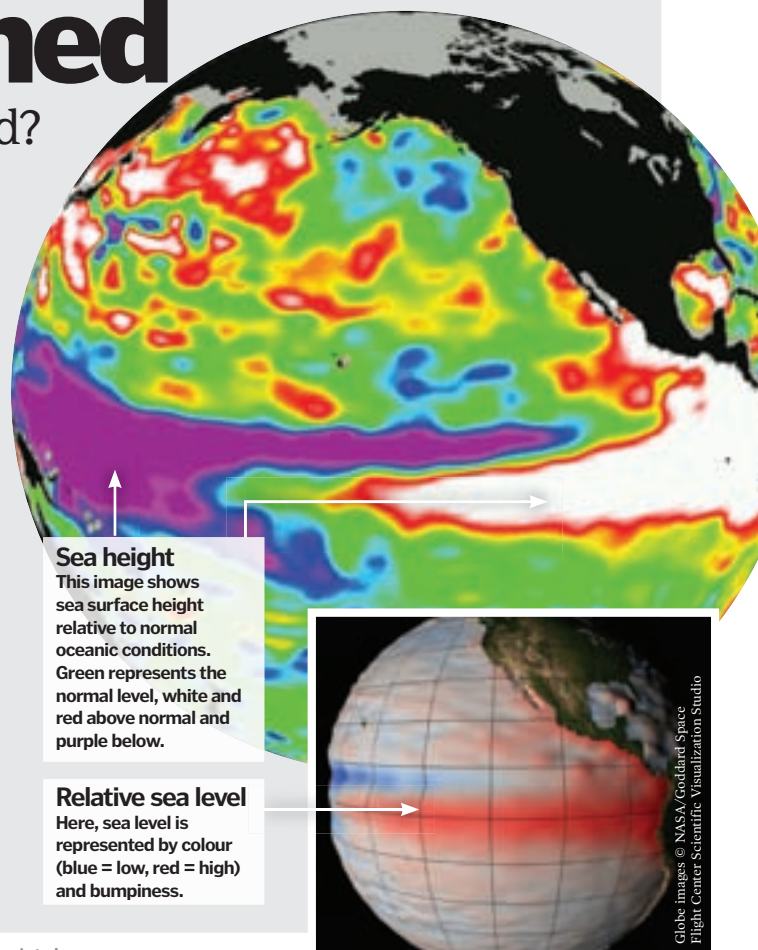 d?
Sea height
This image shows
sea surface height
relative to normal
oceanic conditions.
Green represents the
normal level, white and
red above normal and
purple below.
Relative sea level
Here, sea level is
represented by colour
(blue = low, red = high)
and bumpiness.
Globe images © NASA/Goddard Space
Flight Center Scientific Visualization Studio